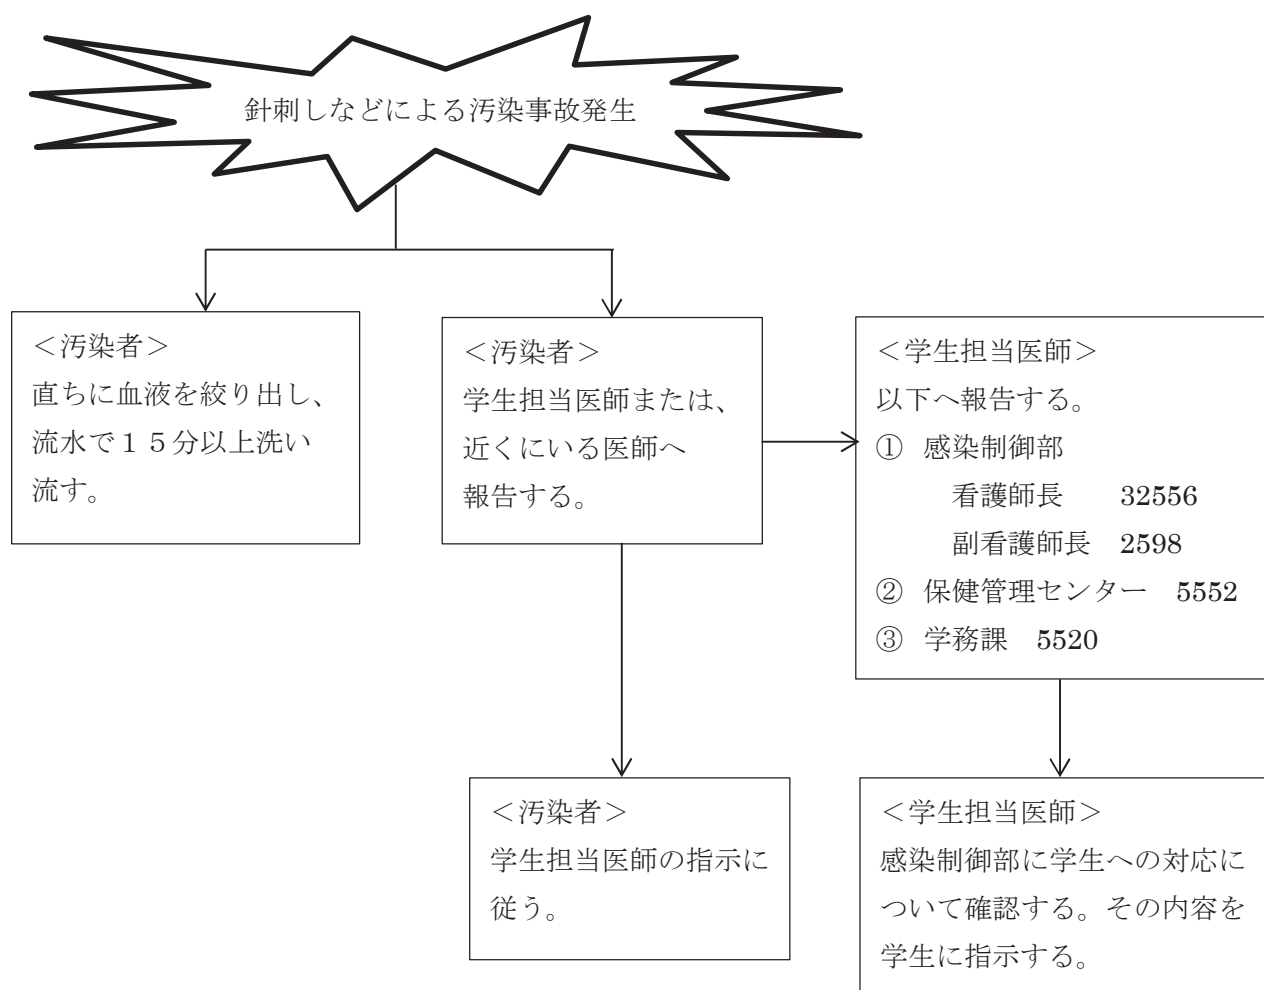 針刺しなどによる汚染事故発生
＜汚染者＞
直ちに血液を絞り出し、
流水で１５分以上洗い
流す。
＜汚染者＞
学生担当医師または、
近くにいる医師へ
報告する。
＜学生担当医師＞
以下へ報告する。
① 感染制御部
看護師長　32556
副看護師長　2598
② 保健管理センター　5552
③ 学務課　5520
＜汚染者＞
学生担当医師の指示に
従う。
＜学生担当医師＞
感染制御部に学生への対応に
ついて確認する。その内容を
学生に指示する。